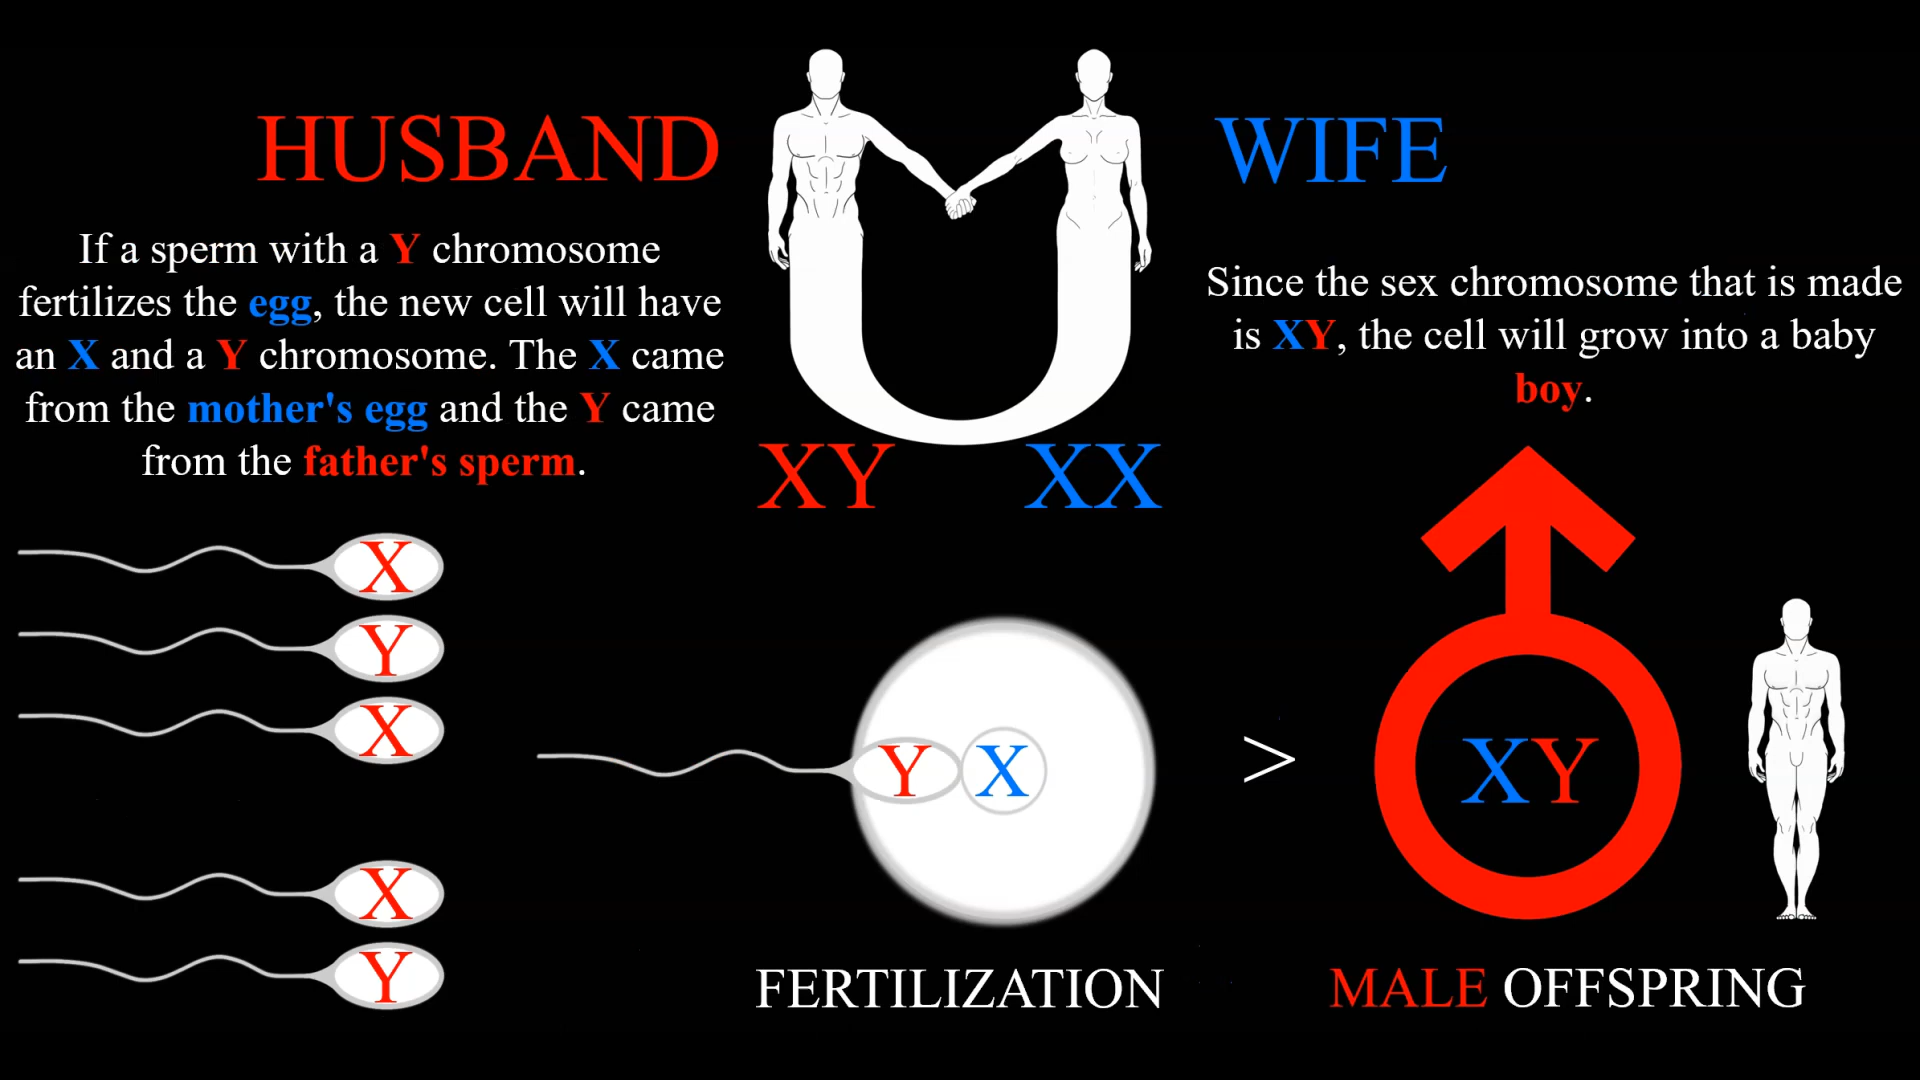 HUSBAND
WIFE
If a sperm with a Y chromosome
fertilizes the egg, the new cell will have
an X and a Y chromosome. The X came
from the mother's egg and the Y came
from the father's sperm.
Since the sex chromosome that is made
is XY, the cell will grow into a baby
boy.
XY
XX
X
Y
X
X
Y
Y X
>
XY
FERTILIZATION
MALE OFFSPRING